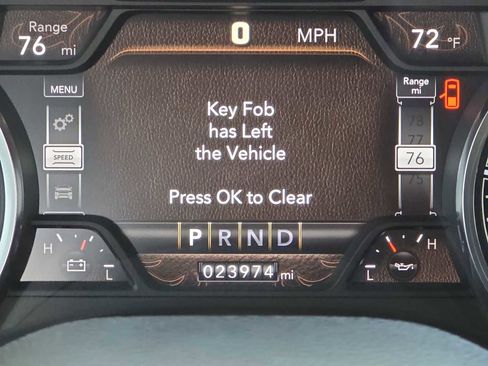 Range
76 mi
0 MPH
72 °F
MENU
SPEED
Key Fob
has Left
the Vehicle
Press OK to Clear
Range
mi
78
77
76
75
P R N D
H
L
023974 mi
H
L